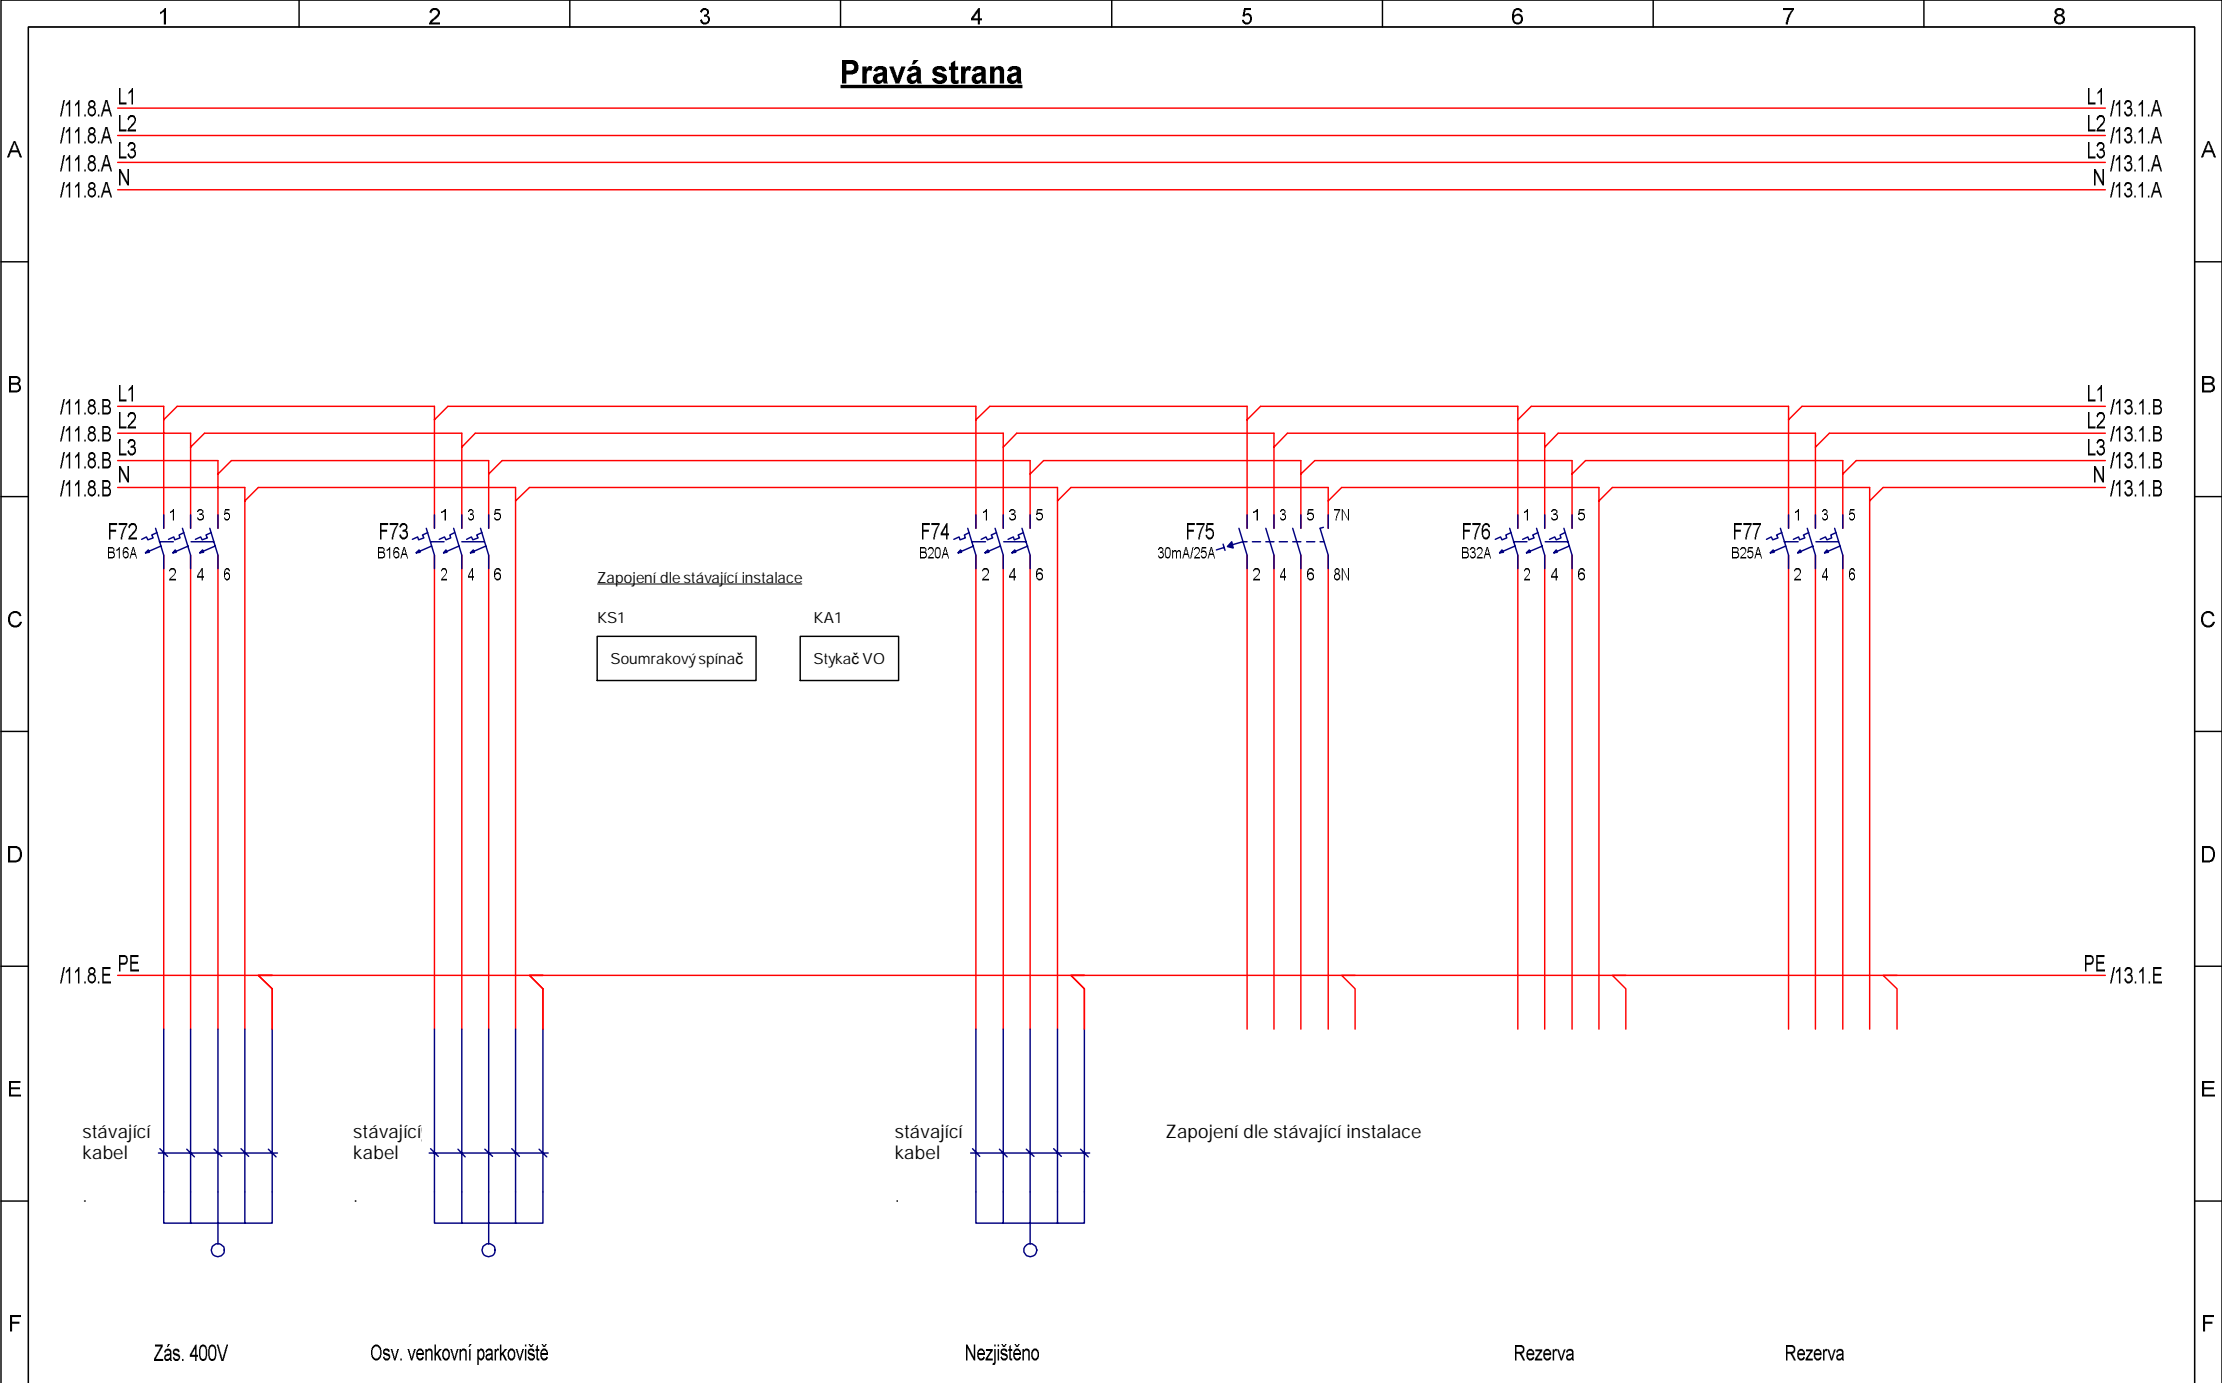 1 2 3 4 5 6 7 8
Pravá strana
/11.8.A L1 L1 /13.1.A
/11.8.A L2 L2 /13.1.A
A /11.8.A L3 L3 /13.1.A A
/11.8.A N N /13.1.A
B B
/11.8.B L1 L1 /13.1.B
/11.8.B L2 L2 /13.1.B
/11.8.B L3 L3 /13.1.B
/11.8.B N N /13.1.B
1 3 5 1 3 5 1 3 5 1 3 5 7N 1 3 5 1 3 5
F72 F73 F74 F75 F76 F77
B16A B16A B20A 30mA/25A B32A B25A
2 4 6 2 4 6 2 4 6 2 4 6 8N 2 4 6 2 4 6
Zapojení dle stávající instalace
C KS1 KA1 C
Soumrakový spínač Stykač VO
D D
/11.8.E PE PE /13.1.E
E E
stávající stávající stávající Zapojení dle stávající instalace
kabel kabel kabel
. . .
F F
Zás. 400V Osv. venkovní parkoviště Nezjištěno Rezerva Rezerva